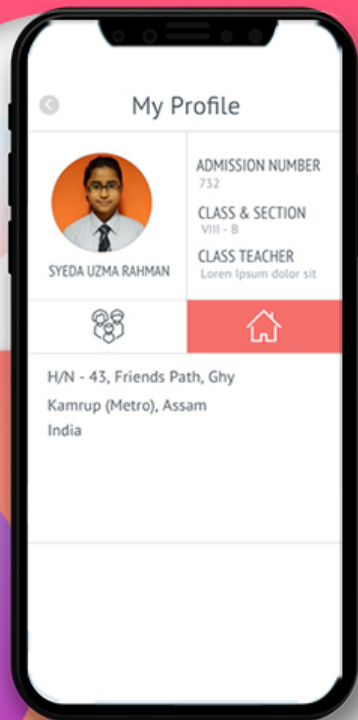 My Profile
SYEDA UZMA RAHMAN
ADMISSION NUMBER
732
CLASS & SECTION
VIII - B
CLASS TEACHER
Loren Ipsum dolor sit
H/N - 43, Friends Path, Ghy
Kamrup (Metro), Assam
India